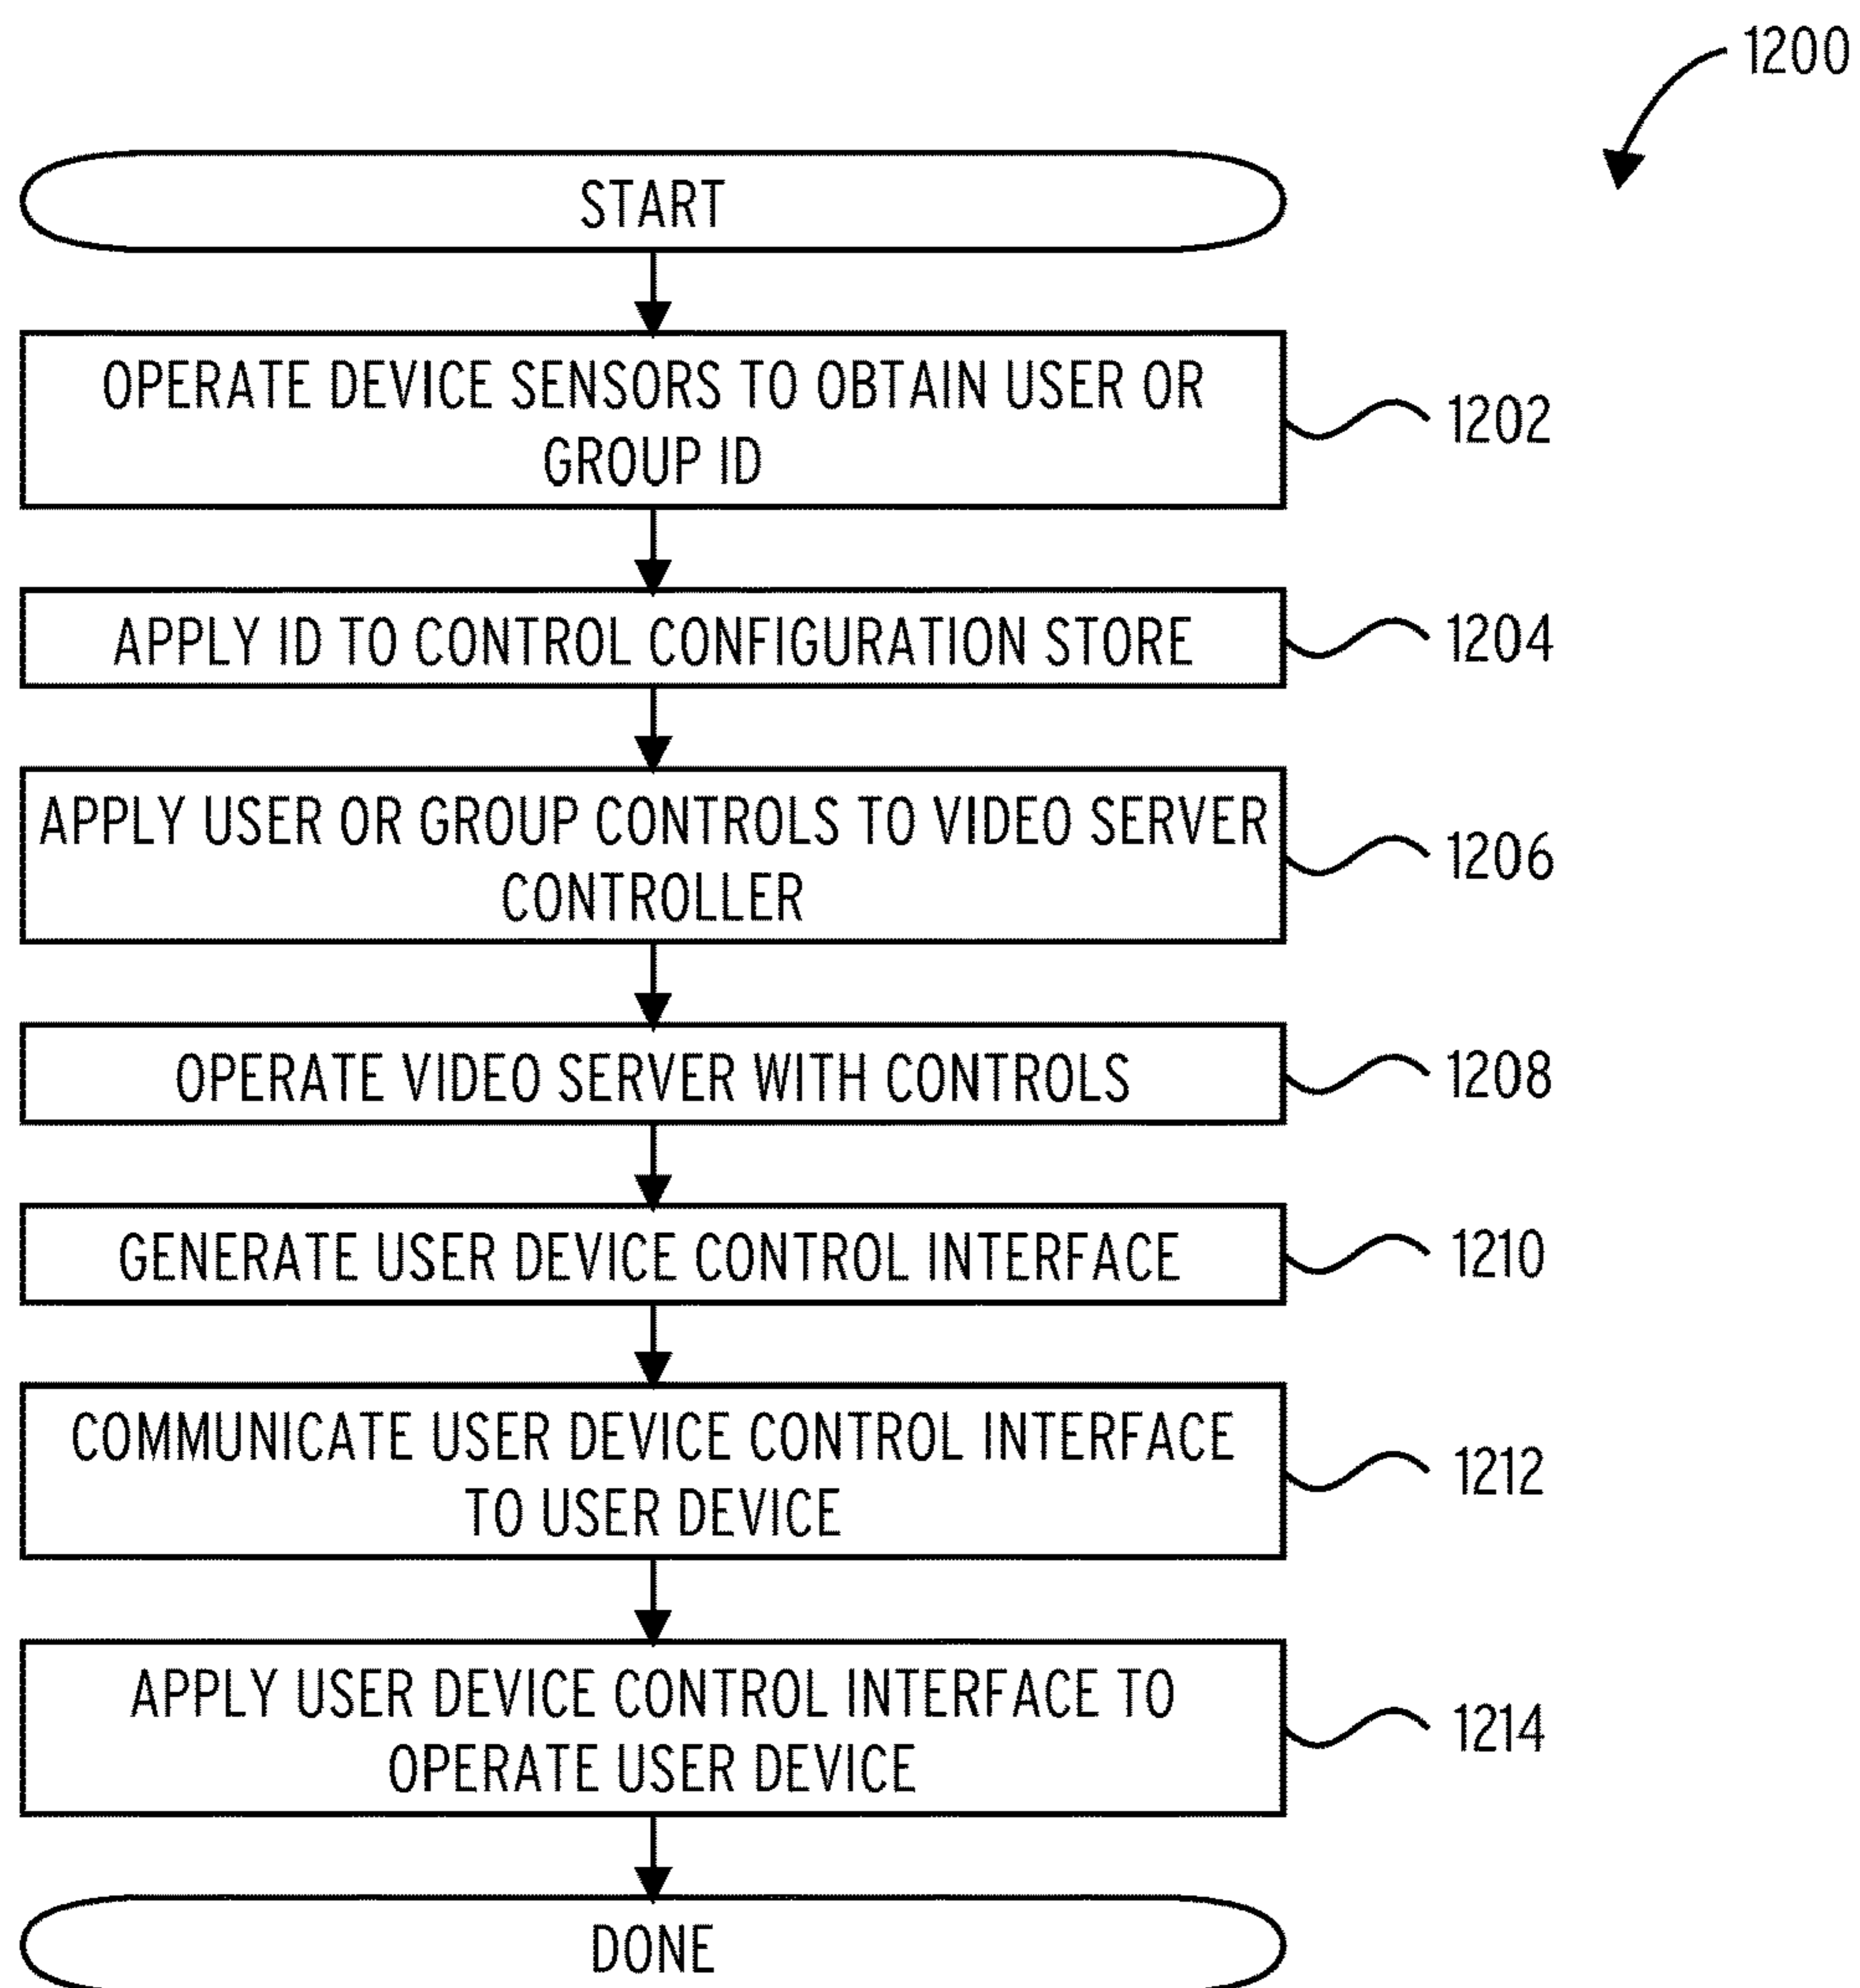 1200
START
OPERATE DEVICE SENSORS TO OBTAIN USER OR
GROUP ID
1202
APPLY ID TO CONTROL CONFIGURATION STORE
1204
APPLY USER OR GROUP CONTROLS TO VIDEO SERVER
CONTROLLER
1206
OPERATE VIDEO SERVER WITH CONTROLS
1208
GENERATE USER DEVICE CONTROL INTERFACE
1210
COMMUNICATE USER DEVICE CONTROL INTERFACE
TO USER DEVICE
1212
APPLY USER DEVICE CONTROL INTERFACE TO
OPERATE USER DEVICE
1214
DONE